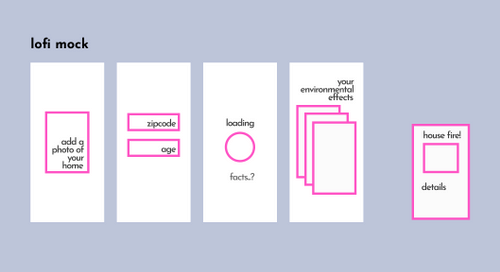 lofi mock
add a
photo of
your
home
zipcode
age
loading
facts..?
your
environmental
effects
house fire!
details